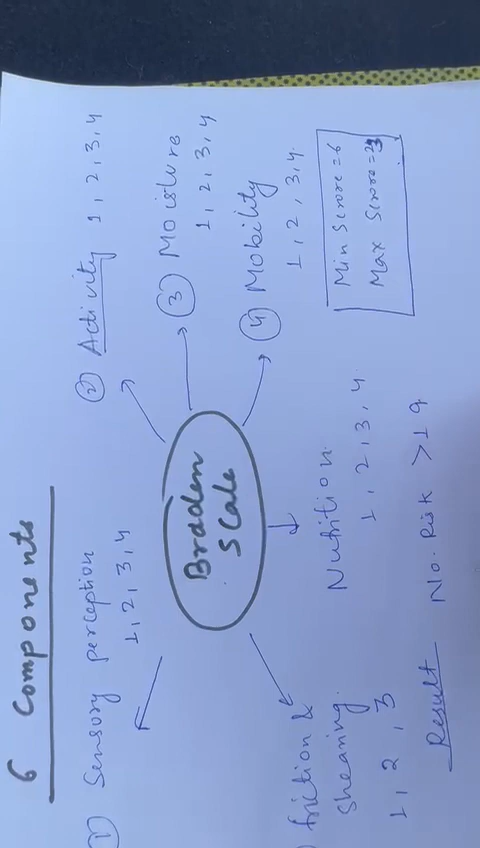 6 Components
1) Sensory perception
1, 2, 3, 4
2 Activity 1, 2, 3, 4
3 Moisture
1, 2, 3, 4
4 Mobility
1, 2, 3, 4
Min Score = 6
Max Score = 23
Braden
Scale
Nutrition
1, 2, 3, 4
) friction &
shearing
1, 2, 3
Result No. Risk >19